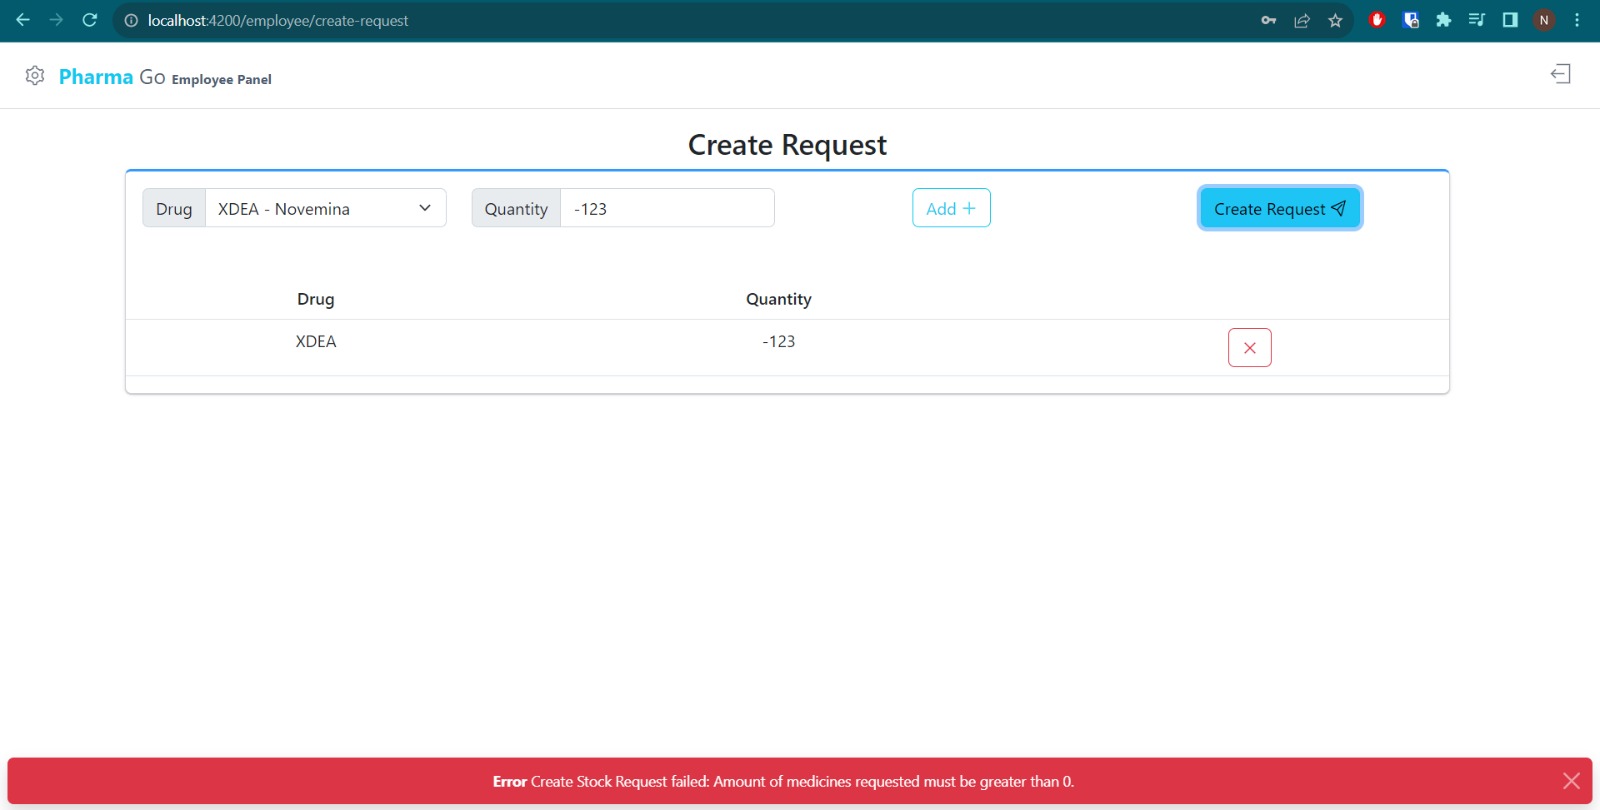 localhost:4200/employee/create-request
N
Pharma Go Employee Panel
Create Request
Drug XDEA - Novemina Quantity -123 Add + Create Request
Drug Quantity
XDEA -123
Error Create Stock Request failed: Amount of medicines requested must be greater than 0.